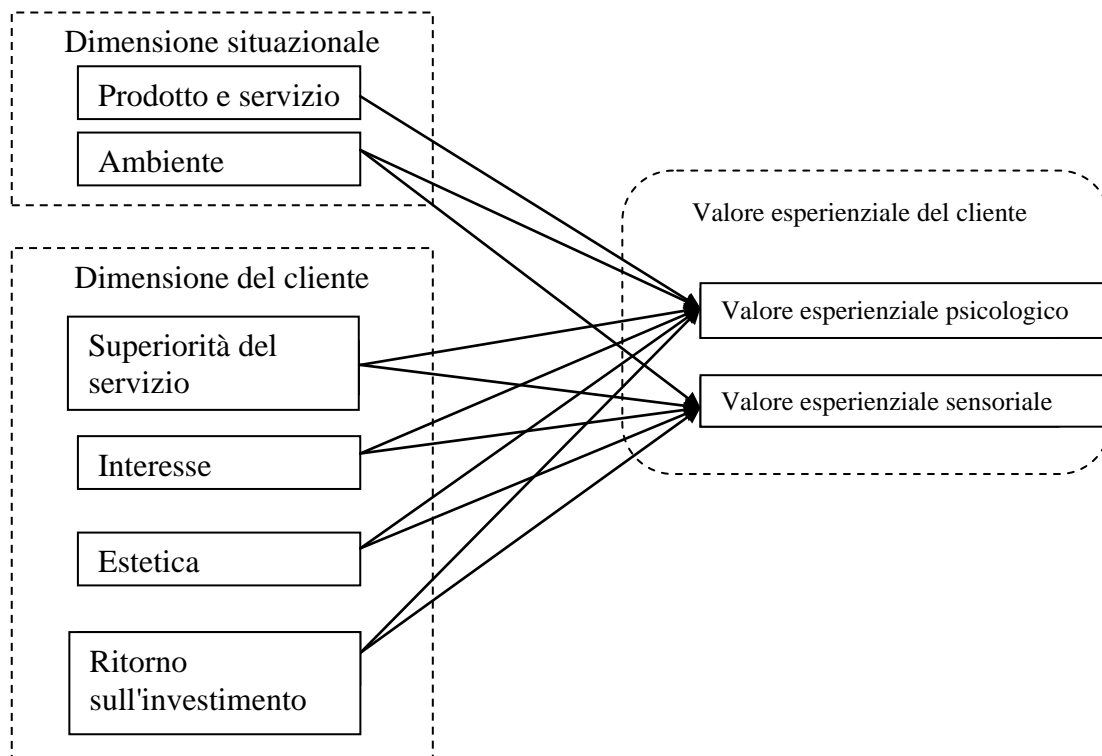 Dimensione situazionale
Prodotto e servizio
Ambiente
Valore esperienziale del cliente
Dimensione del cliente
Valore esperienziale psicologico
Superiorità del
servizio
Valore esperienziale sensoriale
Interesse
Estetica
Ritorno
sull'investimento